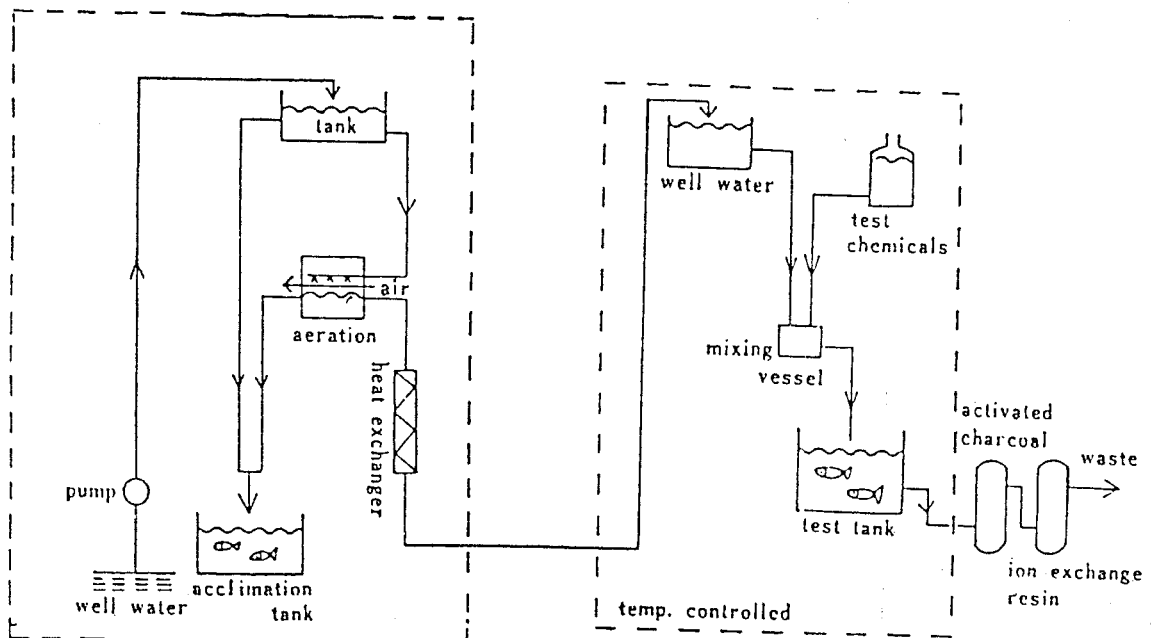 tank
air
aeration
heat exchanger
pump
well water
acclimation
tank
well water
test
chemicals
mixing
vessel
test tank
temp. controlled
activated
charcoal
waste
ion exchange
resin